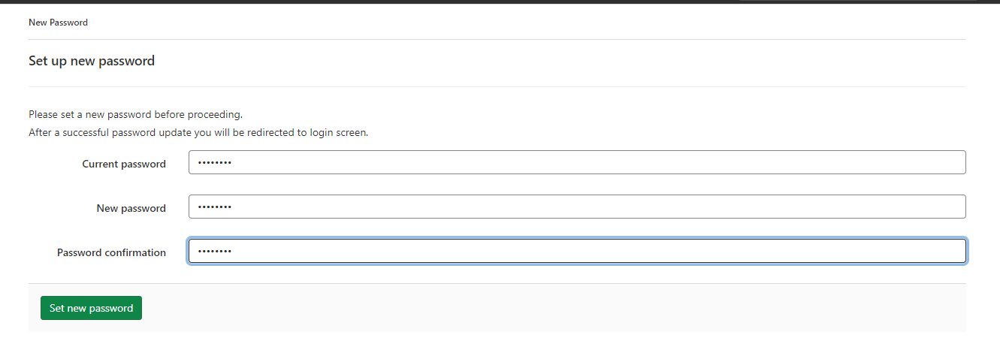 New Password
Set up new password
Please set a new password before proceeding.
After a successful password update you will be redirected to login screen.
Current password ••••••••
New password ••••••••
Password confirmation ••••••••
Set new password